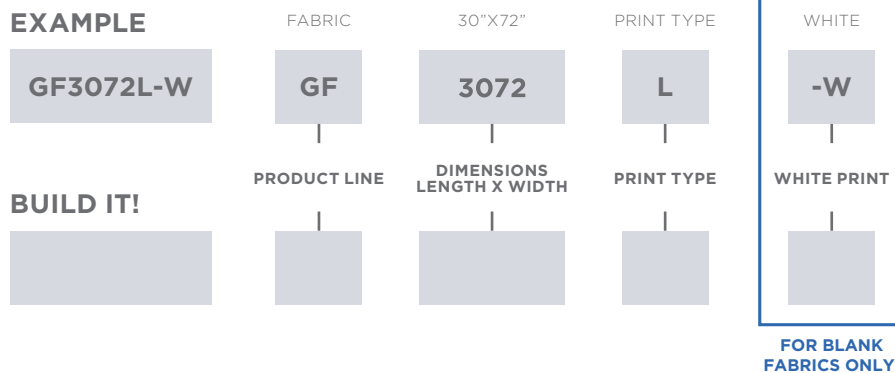 EXAMPLE
FABRIC
30”X72”
PRINT TYPE
WHITE
GF3072L-W
GF
3072
L
-W
PRODUCT LINE
DIMENSIONS
LENGTH X WIDTH
PRINT TYPE
WHITE PRINT
BUILD IT!
FOR BLANK
FABRICS ONLY